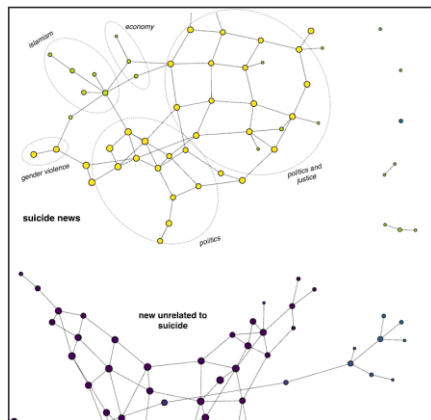 economy
islamism
gender violence
politics and
justice
suicide news
politics
new unrelated to
suicide